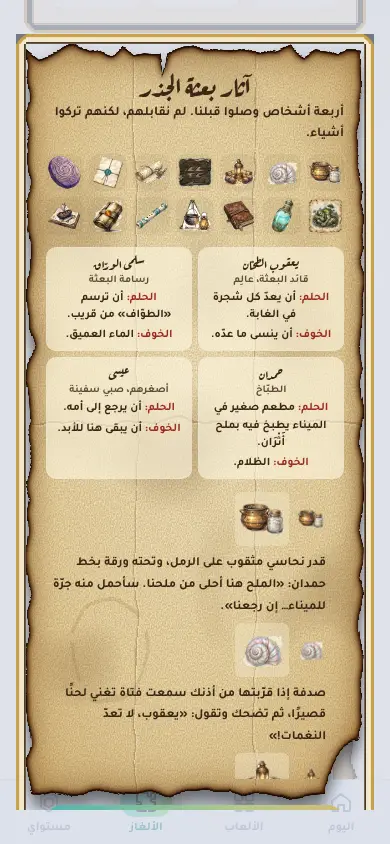 آثار بعثة الجذر
أربعة أشخاص وصلوا قبلنا. لم نقابلهم، لكنهم تركوا
أشياء.
يعقوب الطحّان
قائد البعثة، عالِم
الحلم: أن يعدّ كل شجرة
في الغابة.
الخوف: أن ينسى ما عدّه.
سلمى الورّاق
رسامة البعثة
الحلم: أن ترسم
«الطوّاف» من قريب.
الخوف: الماء العميق.
حمدان
الطبّاخ
الحلم: مطعم صغير في
الميناء يطبخ فيه بملح
أَتْرَان.
الخوف: الظلام.
عيسى
أصغرهم، صبي سفينة
الحلم: أن يرجع إلى أمه.
الخوف: أن يبقى هنا للأبد.
قدر نحاسي مثقوب على الرمل، وتحته ورقة بخط
حمدان: «الملح هنا أحلى من ملحنا. سأحمل منه جرّة
للميناء… إن رجعنا».
صدفة إذا قرّبتها من أذنك سمعت فتاة تغني لحنًا
قصيرًا، ثم تضحك وتقول: «يعقوب، لا تعدّ
النغمات!»
اليوم
الألعاب
الألغاز
مستواي